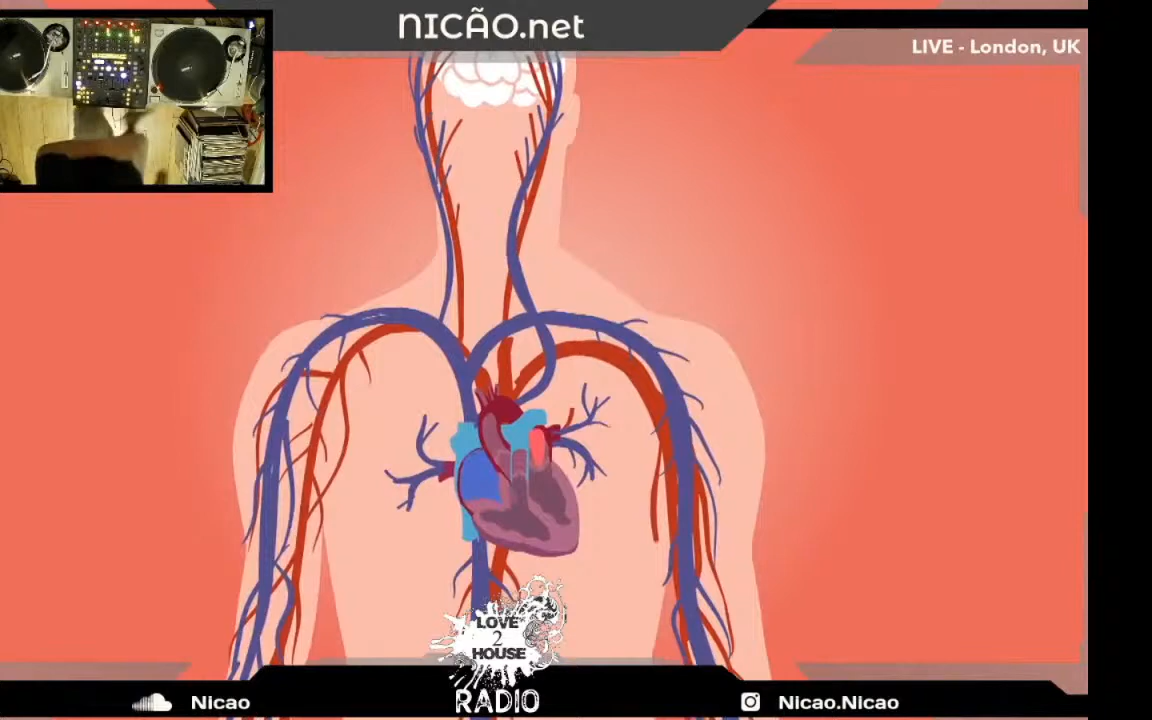 NICÃO.net
LIVE - London, UK
LOVE
2
HOUSE
RADIO
Nicao
Nicao.Nicao